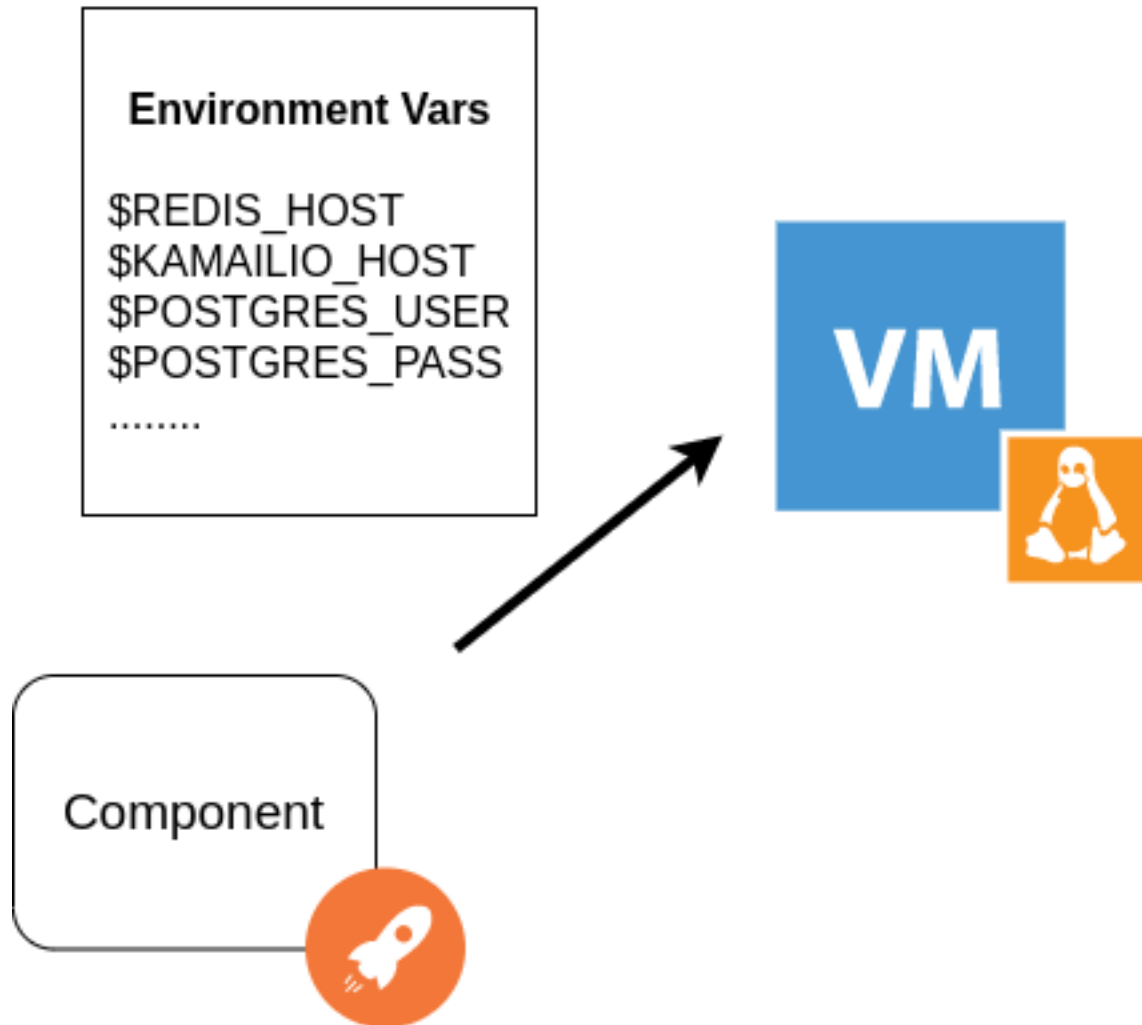 Environment Vars
$REDIS_HOST
$KAMAILIO_HOST
$POSTGRES_USER
$POSTGRES_PASS
........
VM
Component